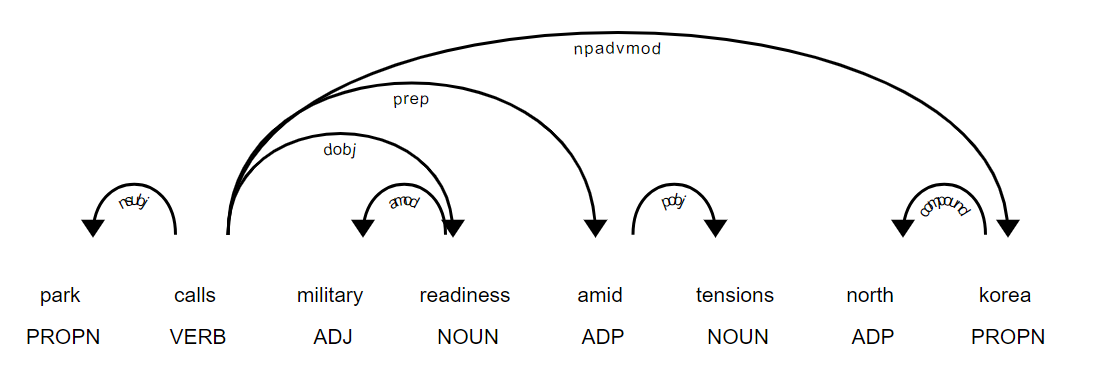 npadvmod
prep
dobj
nsubj amod pobj compound
park calls military readiness amid tensions north korea
PROPN VERB ADJ NOUN ADP NOUN ADP PROPN